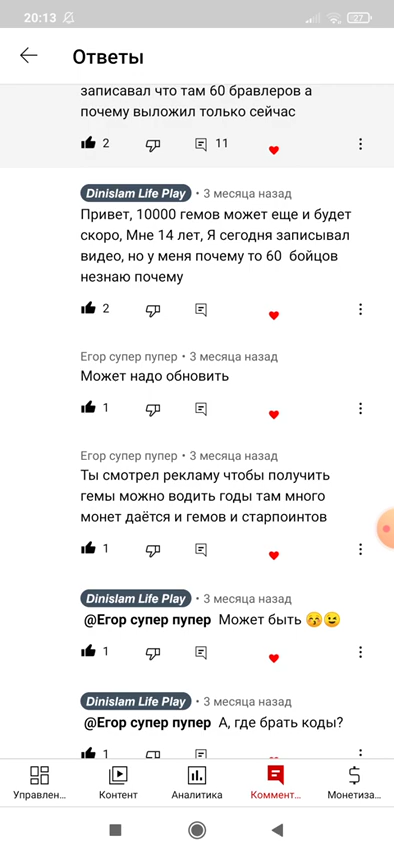 20:13
27
Ответы
записывал что там 60 бравлеров а
почему выложил только сейчас
2
11
Dinislam Life Play • 3 месяца назад
Привет, 10000 гемов может еще и будет
скоро, Мне 14 лет, Я сегодня записывал
видео, но у меня почему то 60 бойцов
незнаю почему
2
Егор супер пупер • 3 месяца назад
Может надо обновить
1
Егор супер пупер • 3 месяца назад
Ты смотрел рекламу чтобы получить
гемы можно водить годы там много
монет даётся и гемов и старпоинтов
1
Dinislam Life Play • 3 месяца назад
@Егор супер пупер Может быть 😚😉
1
Dinislam Life Play • 3 месяца назад
@Егор супер пупер А, где брать коды?
1
Управлен... Контент Аналитика Коммент... Монетиза...